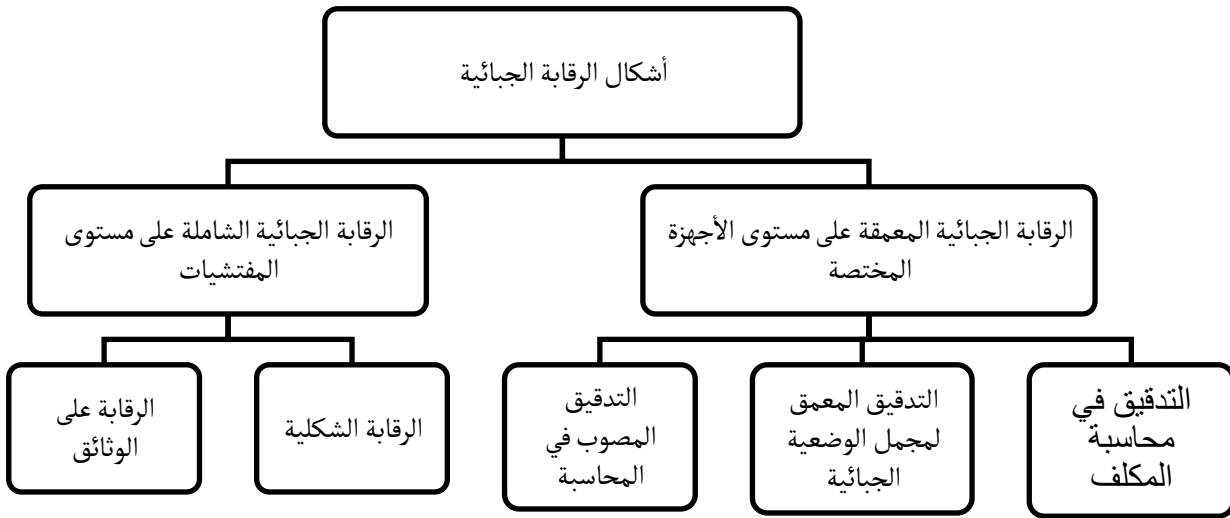 أشكال الرقابة الجبائية
الرقابة الجبائية المعمقة على مستوى الأجهزة
المختصة
الرقابة الجبائية الشاملة على مستوى
المفتشيات
التدقيق في
محاسبة
المكلف
التدقيق المعمق
لمجمل الوضعية
الجبائية
التدقيق
المصوب في
المحاسبة
الرقابة الشكلية
الرقابة على
الوثائق